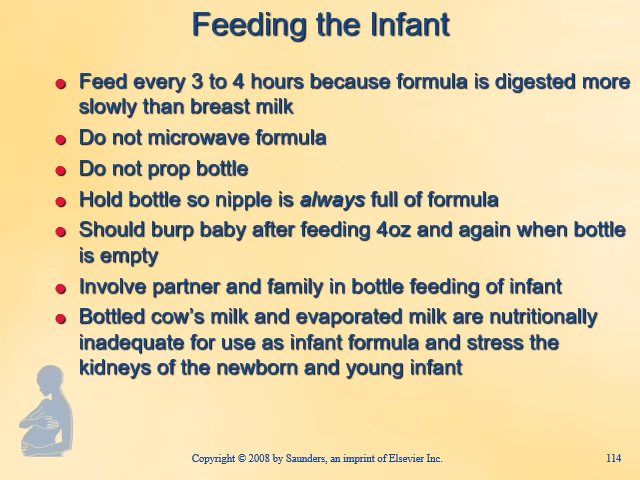 Feeding the Infant
Feed every 3 to 4 hours because formula is digested more
slowly than breast milk
Do not microwave formula
Do not prop bottle
Hold bottle so nipple is always full of formula
Should burp baby after feeding 4oz and again when bottle
is empty
Involve partner and family in bottle feeding of infant
Bottled cow's milk and evaporated milk are nutritionally
inadequate for use as infant formula and stress the
kidneys of the newborn and young infant
Copyright © 2008 by Saunders, an imprint of Elsevier Inc.
114